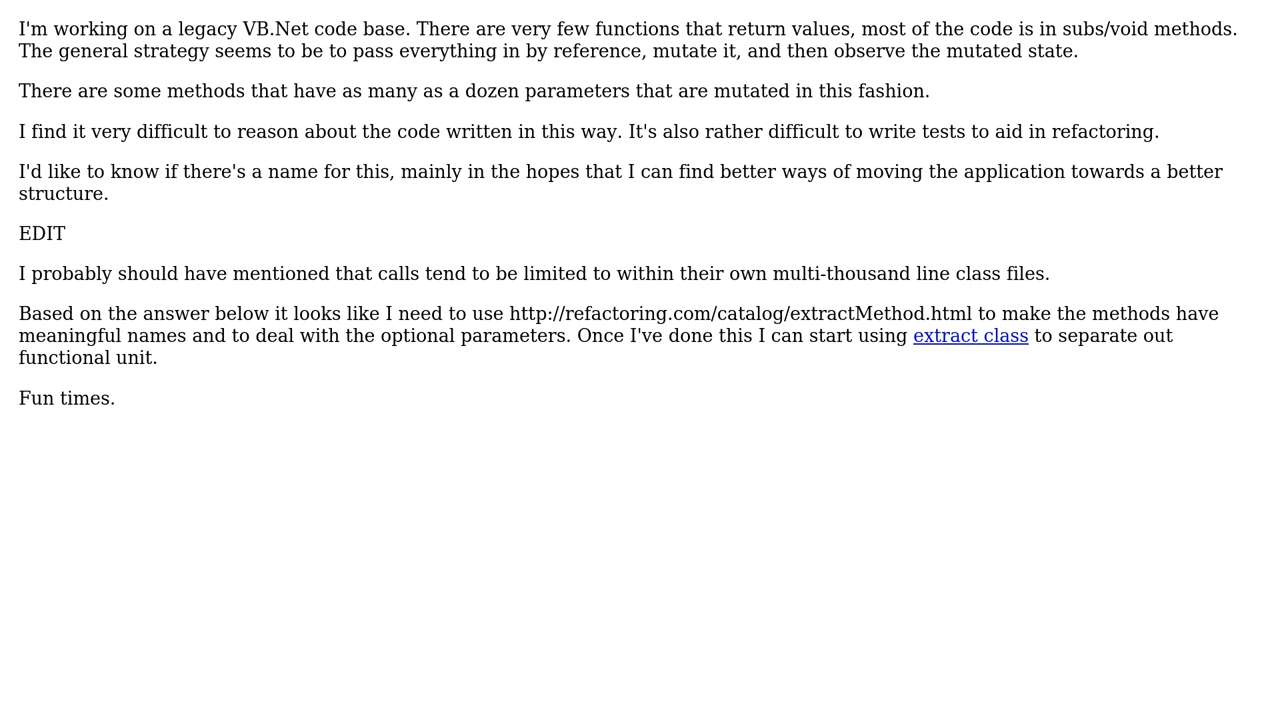 I'm working on a legacy VB.Net code base. There are very few functions that return values, most of the code is in subs/void methods.
The general strategy seems to be to pass everything in by reference, mutate it, and then observe the mutated state.
There are some methods that have as many as a dozen parameters that are mutated in this fashion.
I find it very difficult to reason about the code written in this way. It's also rather difficult to write tests to aid in refactoring.
I'd like to know if there's a name for this, mainly in the hopes that I can find better ways of moving the application towards a better
structure.
EDIT
I probably should have mentioned that calls tend to be limited to within their own multi-thousand line class files.
Based on the answer below it looks like I need to use http://refactoring.com/catalog/extractMethod.html to make the methods have
meaningful names and to deal with the optional parameters. Once I've done this I can start using extract class to separate out
functional unit.
Fun times.